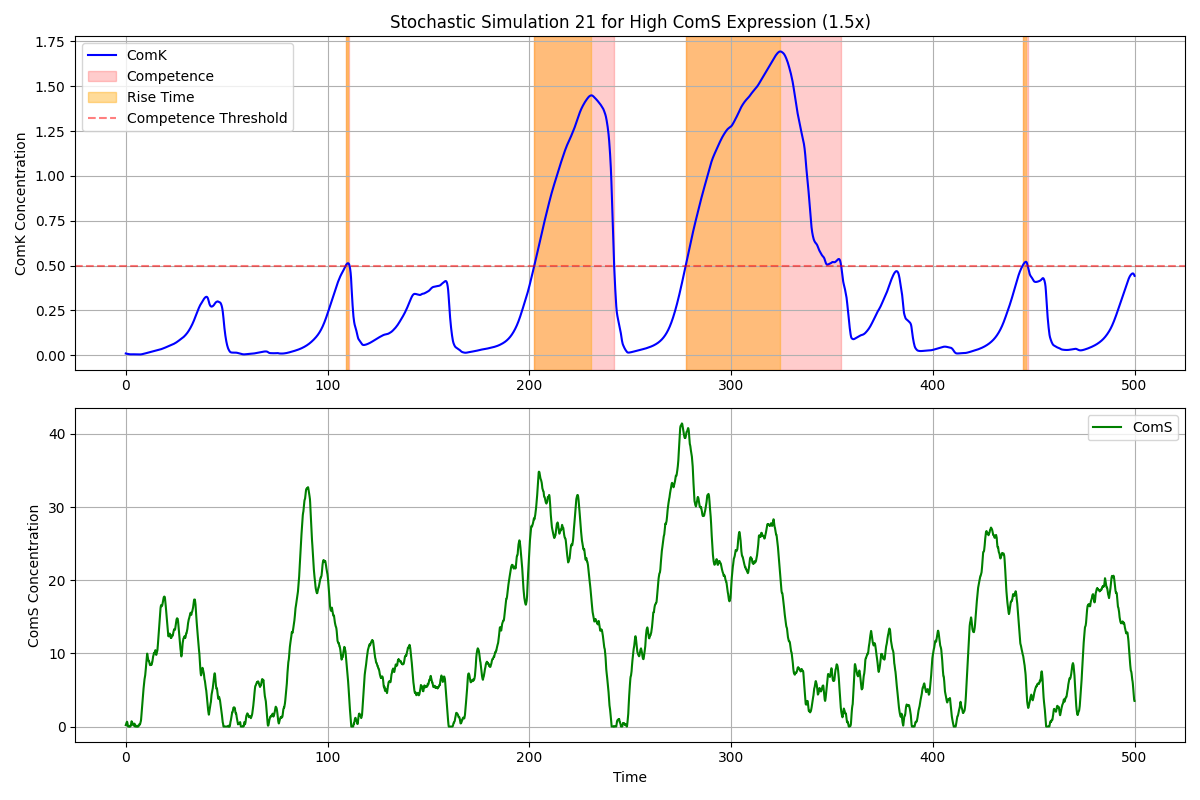 Stochastic Simulation 21 for High ComS Expression (1.5x)
ComK
Competence
Rise Time
Competence Threshold
ComK Concentration
1.75
1.50
1.25
1.00
0.75
0.50
0.25
0.00
0 100 200 300 400 500
ComS
ComS Concentration
40
30
20
10
0
0 100 200 300 400 500
Time